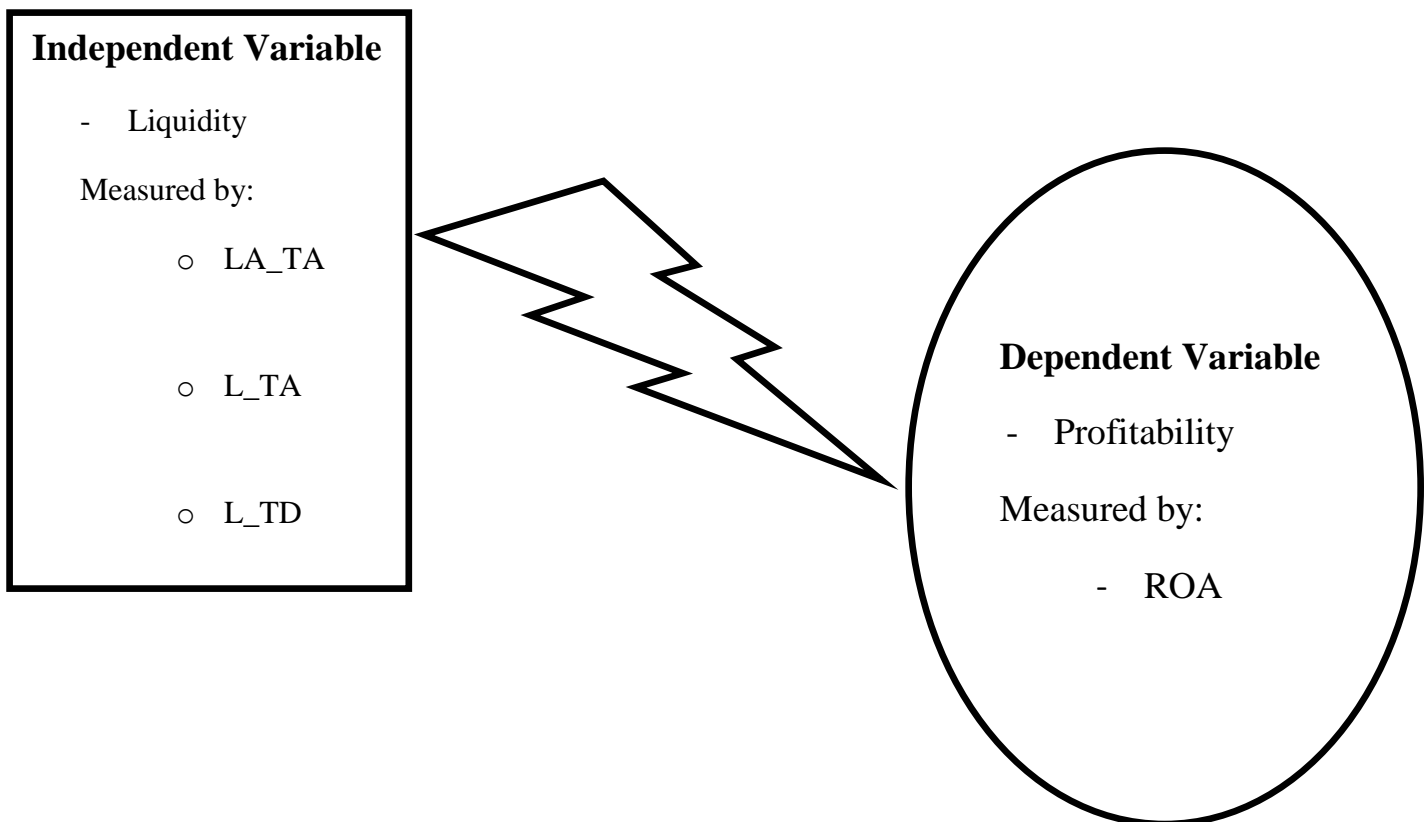 Independent Variable
- Liquidity
Measured by:
o LA_TA
o L_TA
o L_TD
Dependent Variable
- Profitability
Measured by:
- ROA